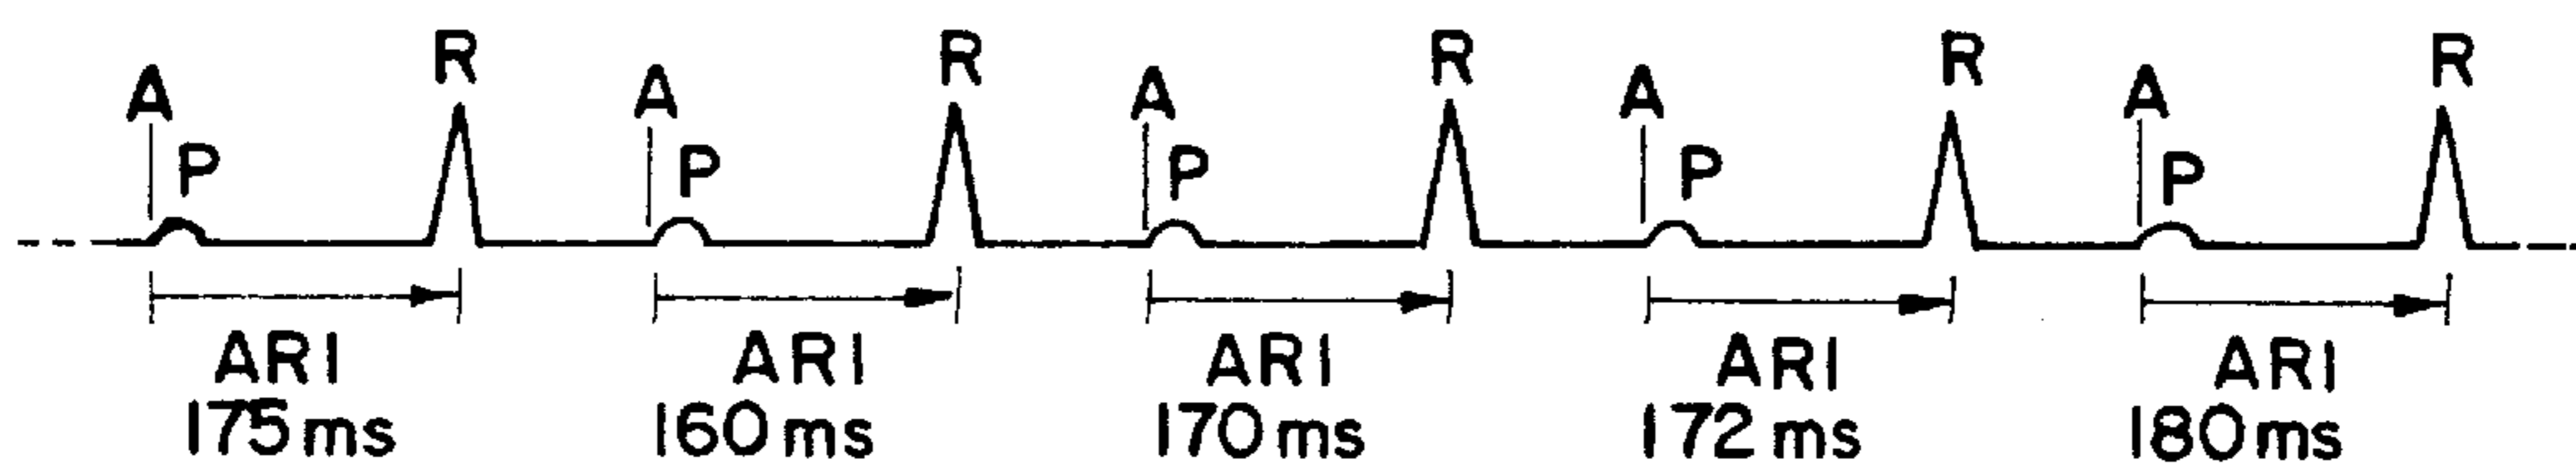 R R R R R
A A A A A
P P P P P
ARI ARI ARI ARI ARI
175ms 160ms 170ms 172ms 180ms